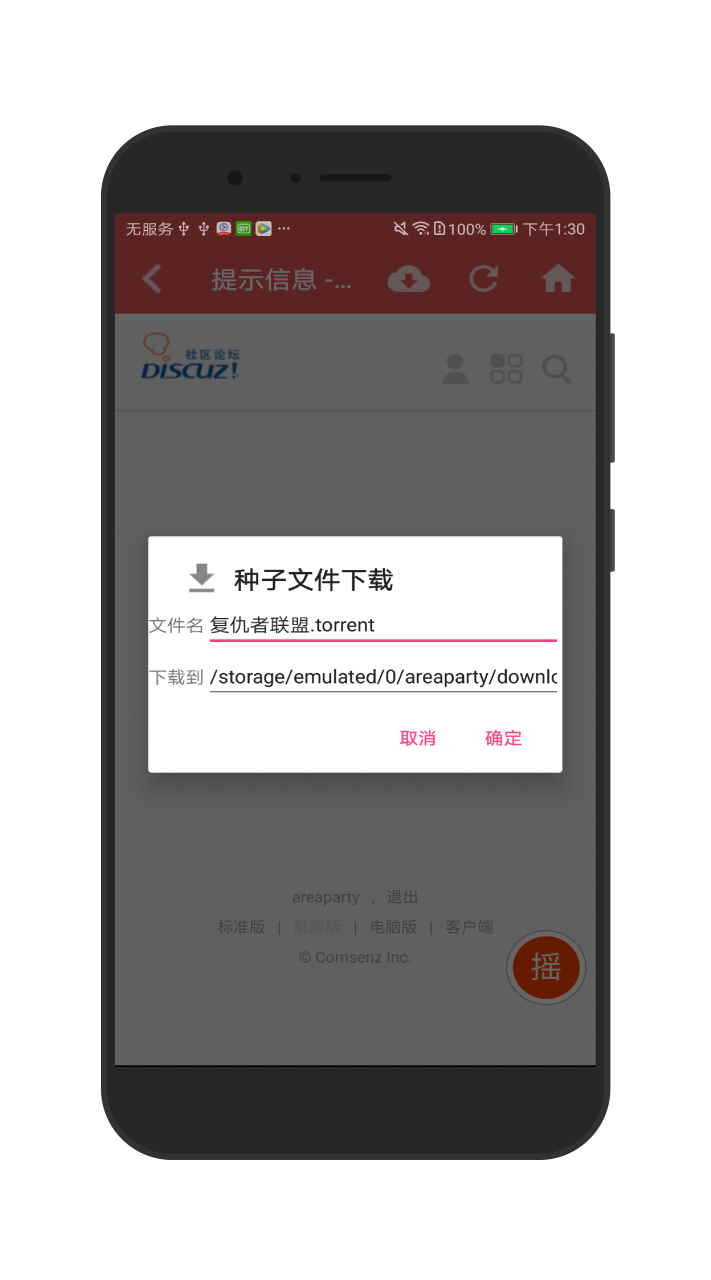 无服务 100% 下午1:30
提示信息 -...
社区论坛
DISCUZ!
种子文件下载
文件名 复仇者联盟.torrent
下载到 /storage/emulated/0/areaparty/downlo
取消 确定
areaparty , 退出
标准版 | 触屏版 | 电脑版 | 客户端
© Comsenz Inc.
摇